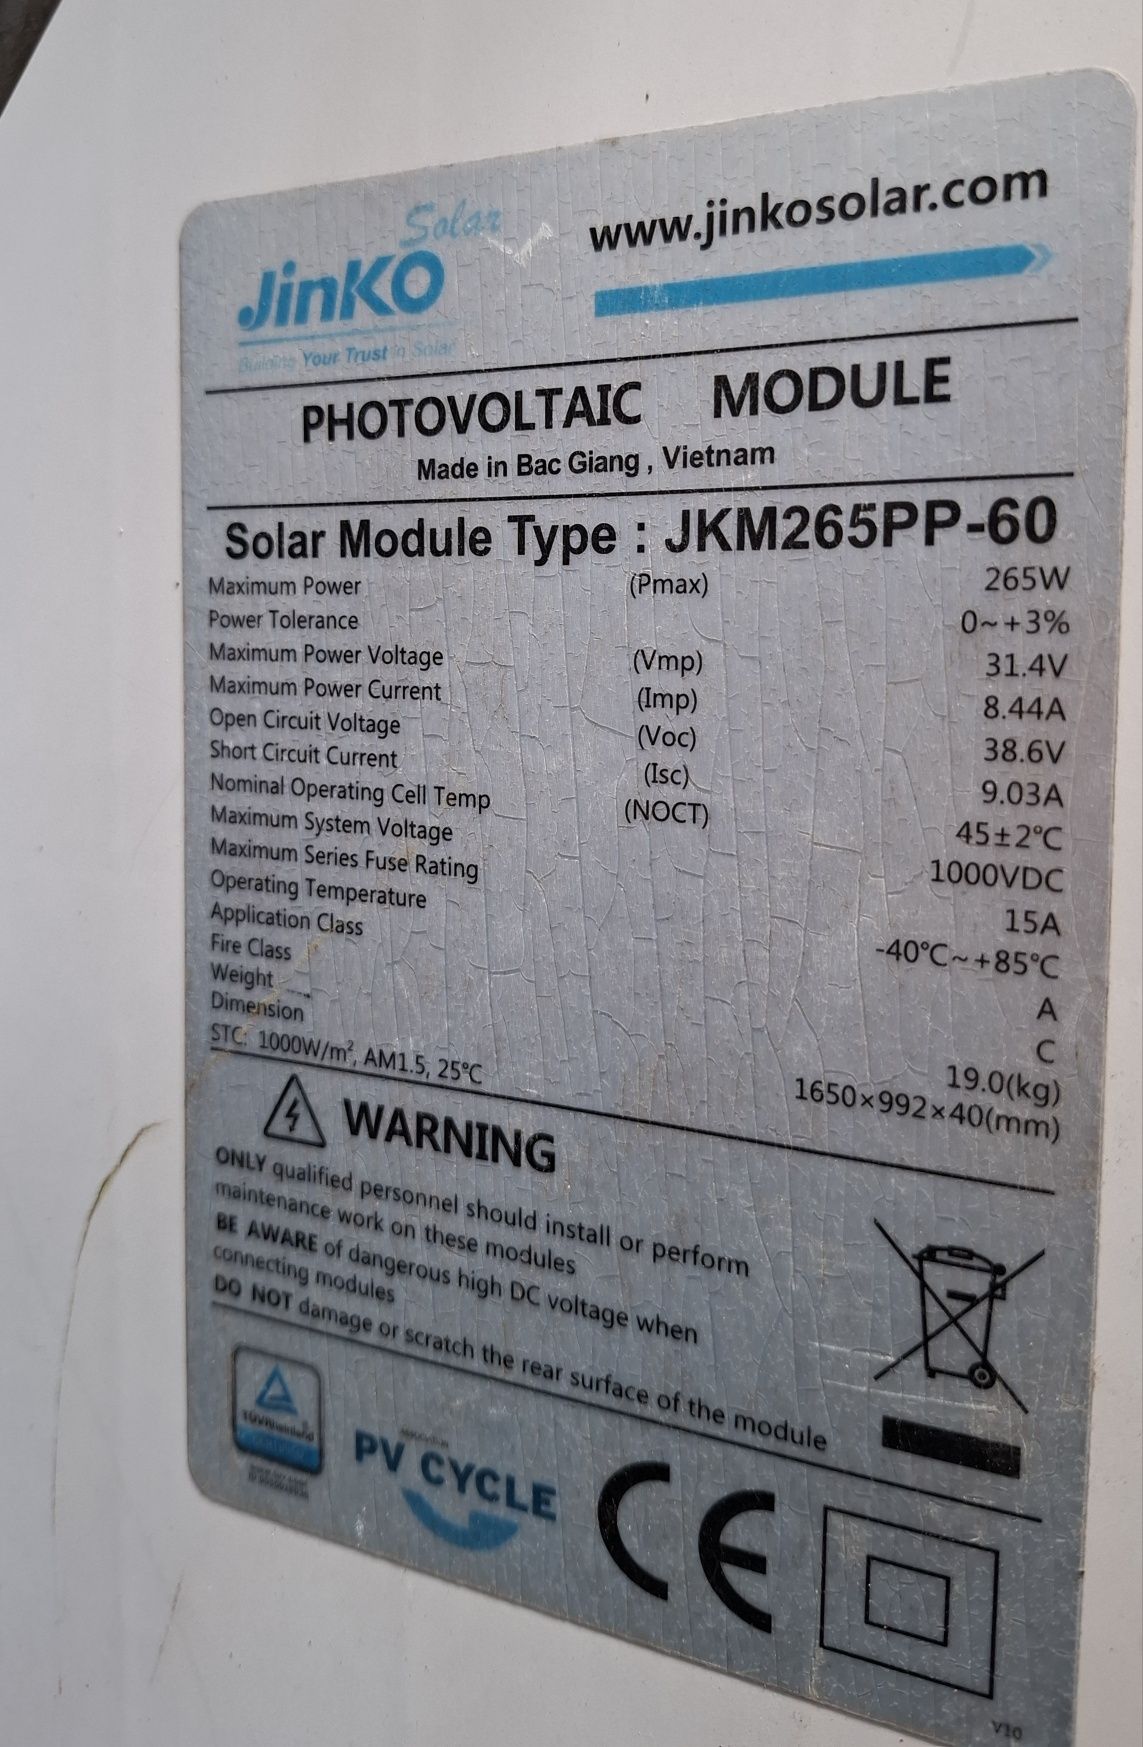 Solar
JinKO
Building Your Trust in Solar
www.jinkosolar.com
PHOTOVOLTAIC MODULE
Made in Bac Giang , Vietnam
Solar Module Type : JKM265PP-60
Maximum Power (Pmax) 265W
Power Tolerance 0~+3%
Maximum Power Voltage (Vmp) 31.4V
Maximum Power Current (Imp) 8.44A
Open Circuit Voltage (Voc) 38.6V
Short Circuit Current (Isc) 9.03A
Nominal Operating Cell Temp (NOCT) 45±2℃
Maximum System Voltage 1000VDC
Maximum Series Fuse Rating 15A
Operating Temperature -40℃~+85℃
Application Class A
Fire Class C
Weight 19.0(kg)
Dimension 1650×992×40(mm)
STC: 1000W/m², AM1.5, 25℃
WARNING
ONLY qualified personnel should install or perform
maintenance work on these modules
BE AWARE of dangerous high DC voltage when
connecting modules
DO NOT damage or scratch the rear surface of the module
TÜVRheinland
PV CYCLE
CE
V10